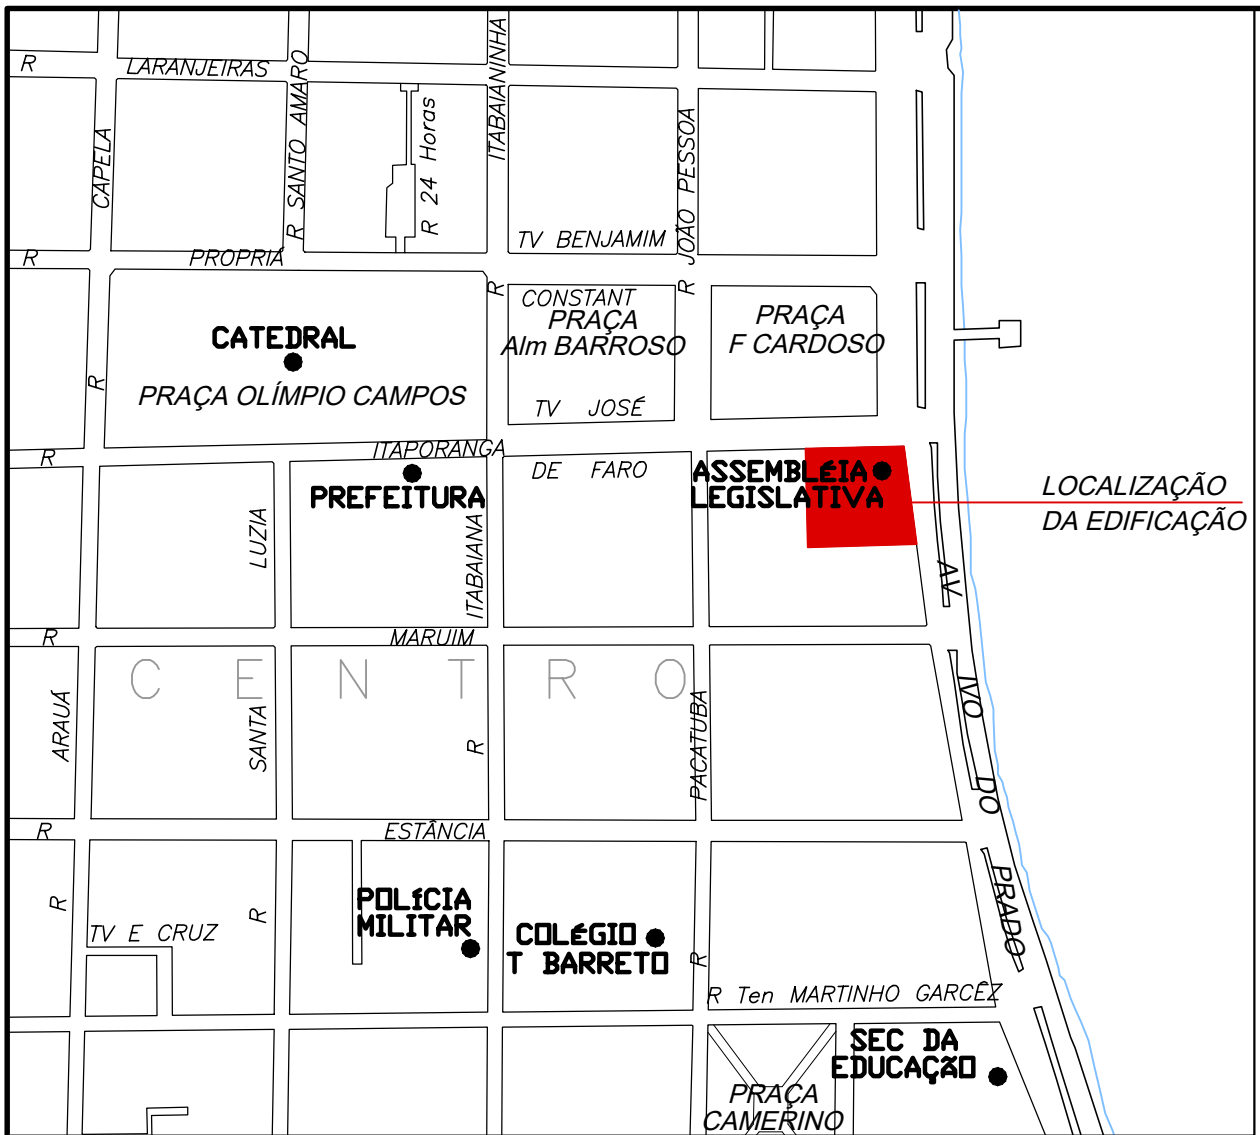 R
LARANJEIRAS
CAPELA
R SANTO AMARO
R 24 Horas
ITABAIANINHA
R JOÃO PESSOA
R
PROPRIÁ
TV BENJAMIM
R
CONSTANT
CATEDRAL
PRAÇA
Alm BARROSO
PRAÇA
F CARDOSO
R
PRAÇA OLÍMPIO CAMPOS
TV JOSÉ
R
ITAPORANGA
DE FARO
PREFEITURA
ASSEMBLÉIA
LEGISLATIVA
LOCALIZAÇÃO
DA EDIFICAÇÃO
LUZIA
ITABAIANA
AV
R
MARUIM
CENTRO
ARAUÁ
SANTA
R
PACATUBA
IVO
DO
R
ESTÂNCIA
R
R
POLÍCIA
MILITAR
PRADO
TV E CRUZ
COLÉGIO
T BARRETO
R
R Ten MARTINHO GARCÊZ
SEC DA
EDUCAÇÃO
PRAÇA
CAMERINO